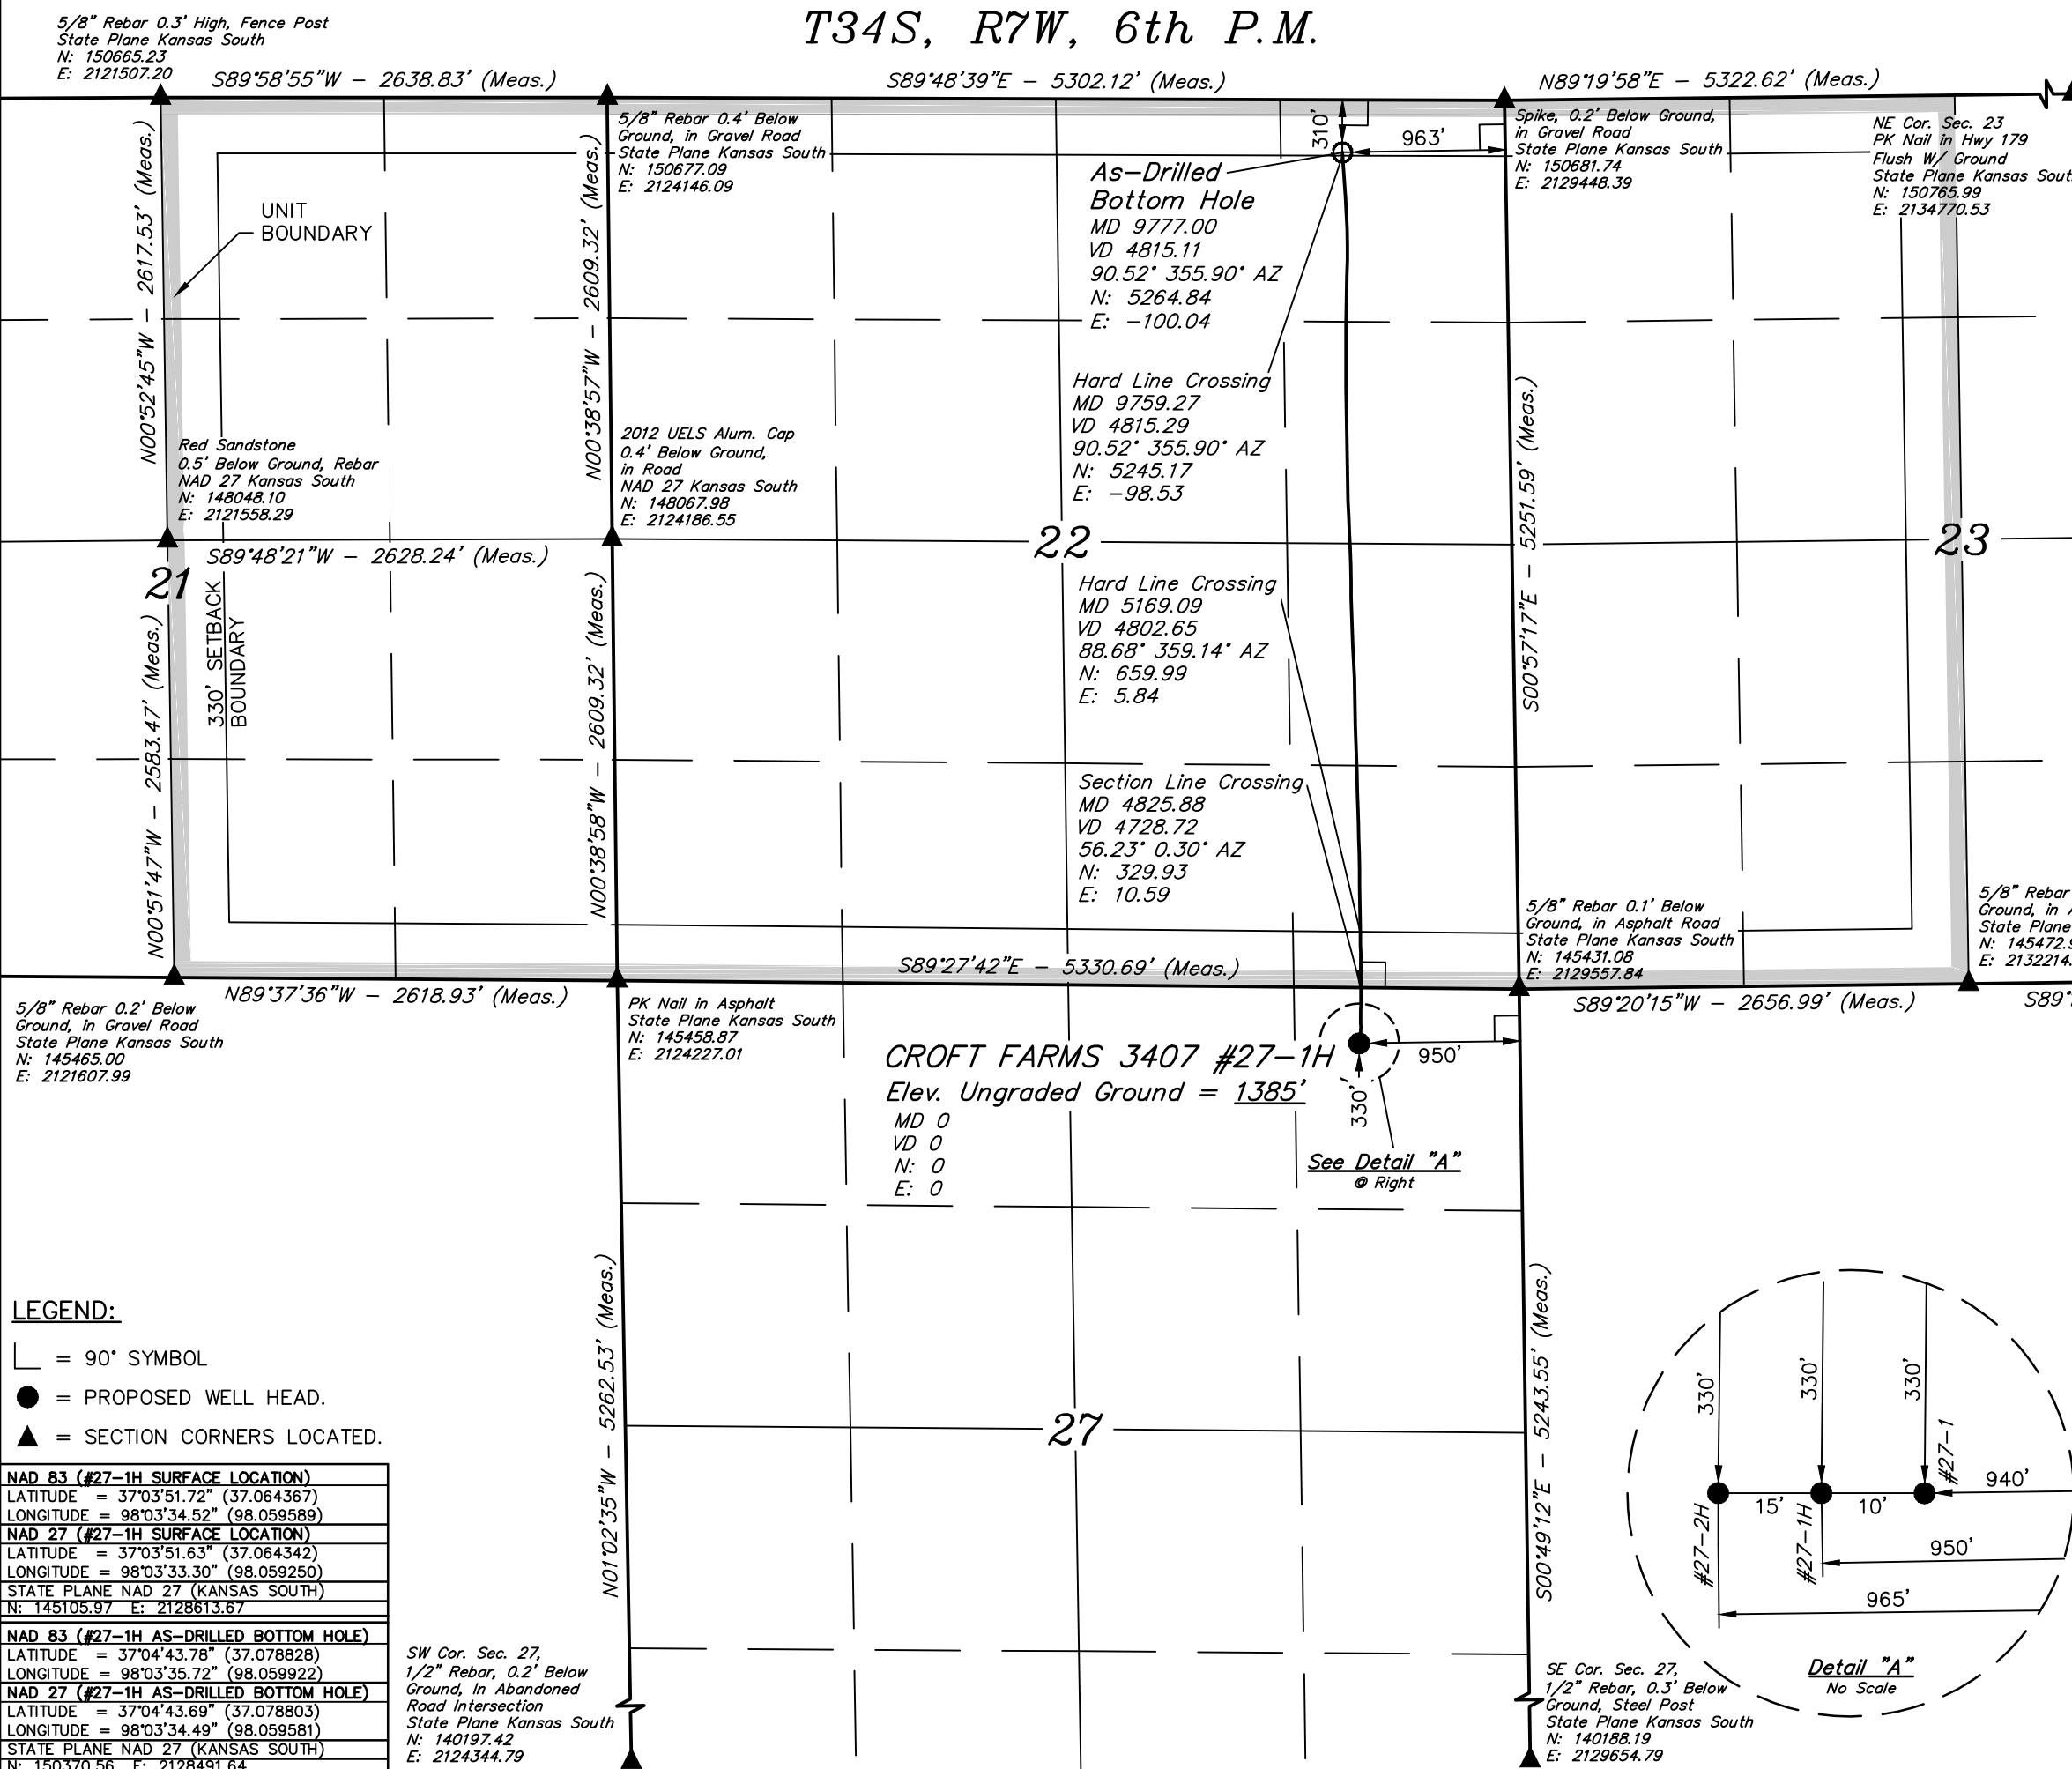 T34S, R7W, 6th P.M.
5/8" Rebar 0.3' High, Fence Post
State Plane Kansas South
N: 150665.23
E: 2121507.20
S89°58'55"W - 2638.83' (Meas.)
S89°48'39"E - 5302.12' (Meas.)
N89°19'58"E - 5322.62' (Meas.)
5/8" Rebar 0.4' Below
Ground, in Gravel Road
State Plane Kansas South
N: 150677.09
E: 2124146.09
310'
963'
Spike, 0.2' Below Ground,
in Gravel Road
State Plane Kansas South
N: 150681.74
E: 2129448.39
NE Cor. Sec. 23
PK Nail in Hwy 179
Flush W/ Ground
State Plane Kansas Sout
N: 150765.99
E: 2134770.53
N00°52'45"W - 2617.53' (Meas.)
UNIT
BOUNDARY
N00°38'57"W - 2609.32' (Meas.)
As-Drilled
Bottom Hole
MD 9777.00
VD 4815.11
90.52° 355.90° AZ
N: 5264.84
E: -100.04
Hard Line Crossing
MD 9759.27
VD 4815.29
90.52° 355.90° AZ
N: 5245.17
E: -98.53
S00°57'17"E - 5251.59' (Meas.)
Red Sandstone
0.5' Below Ground, Rebar
NAD 27 Kansas South
N: 148048.10
E: 2121558.29
2012 UELS Alum. Cap
0.4' Below Ground,
in Road
NAD 27 Kansas South
N: 148067.98
E: 2124186.55
21
22
23
S89°48'21"W - 2628.24' (Meas.)
330' SETBACK
BOUNDARY
N00°51'47"W - 2583.47' (Meas.)
N00°38'58"W - 2609.32' (Meas.)
Hard Line Crossing
MD 5169.09
VD 4802.65
88.68° 359.14° AZ
N: 659.99
E: 5.84
Section Line Crossing
MD 4825.88
VD 4728.72
56.23° 0.30° AZ
N: 329.93
E: 10.59
5/8" Rebar 0.1' Below
Ground, in Asphalt Road
State Plane Kansas South
N: 145431.08
E: 2129557.84
5/8" Rebar
Ground, in
State Plane
N: 145472.9
E: 2132214.
N89°37'36"W - 2618.93' (Meas.)
S89°27'42"E - 5330.69' (Meas.)
S89°20'15"W - 2656.99' (Meas.)
S89°
5/8" Rebar 0.2' Below
Ground, in Gravel Road
State Plane Kansas South
N: 145465.00
E: 2121607.99
PK Nail in Asphalt
State Plane Kansas South
N: 145458.87
E: 2124227.01
CROFT FARMS 3407 #27-1H
Elev. Ungraded Ground = 1385'
MD 0
VD 0
N: 0
E: 0
950'
330'
See Detail "A"
@ Right
27
N01°02'35"W - 5262.53' (Meas.)
S00°49'12"E - 5243.55' (Meas.)
LEGEND:
= 90° SYMBOL
= PROPOSED WELL HEAD.
= SECTION CORNERS LOCATED.
NAD 83 (#27-1H SURFACE LOCATION)
LATITUDE = 37°03'51.72" (37.064367)
LONGITUDE = 98°03'34.52" (98.059589)
NAD 27 (#27-1H SURFACE LOCATION)
LATITUDE = 37°03'51.63" (37.064342)
LONGITUDE = 98°03'33.30" (98.059250)
STATE PLANE NAD 27 (KANSAS SOUTH)
N: 145105.97 E: 2128613.67
NAD 83 (#27-1H AS-DRILLED BOTTOM HOLE)
LATITUDE = 37°04'43.78" (37.078828)
LONGITUDE = 98°03'35.72" (98.059922)
NAD 27 (#27-1H AS-DRILLED BOTTOM HOLE)
LATITUDE = 37°04'43.69" (37.078803)
LONGITUDE = 98°03'34.49" (98.059581)
STATE PLANE NAD 27 (KANSAS SOUTH)
N: 150370.56 E: 2128491.64
SW Cor. Sec. 27,
1/2" Rebar, 0.2' Below
Ground, In Abandoned
Road Intersection
State Plane Kansas South
N: 140197.42
E: 2124344.79
SE Cor. Sec. 27,
1/2" Rebar, 0.3' Below
Ground, Steel Post
State Plane Kansas South
N: 140188.19
E: 2129654.79
330'
330'
330'
#27-2H
#27-1H
#27-1
15'
10'
940'
950'
965'
Detail "A"
No Scale